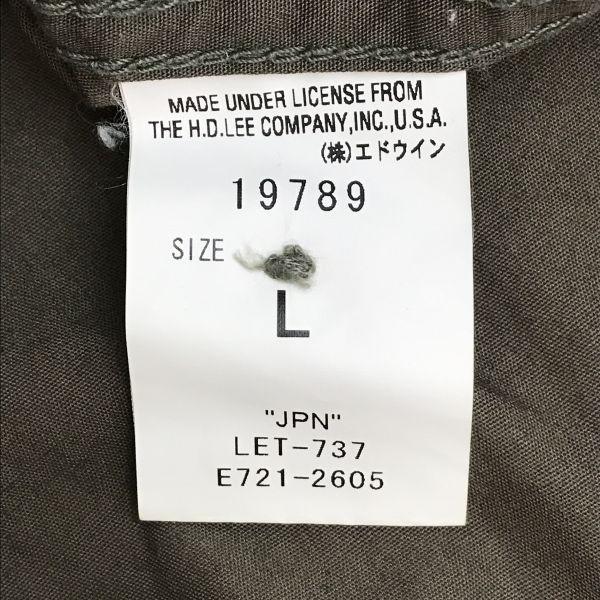 MADE UNDER LICENSE FROM
THE H.D.LEE COMPANY,INC.,U.S.A.
(株)エドウイン
19789
SIZE
L
"JPN"
LET-737
E721-2605